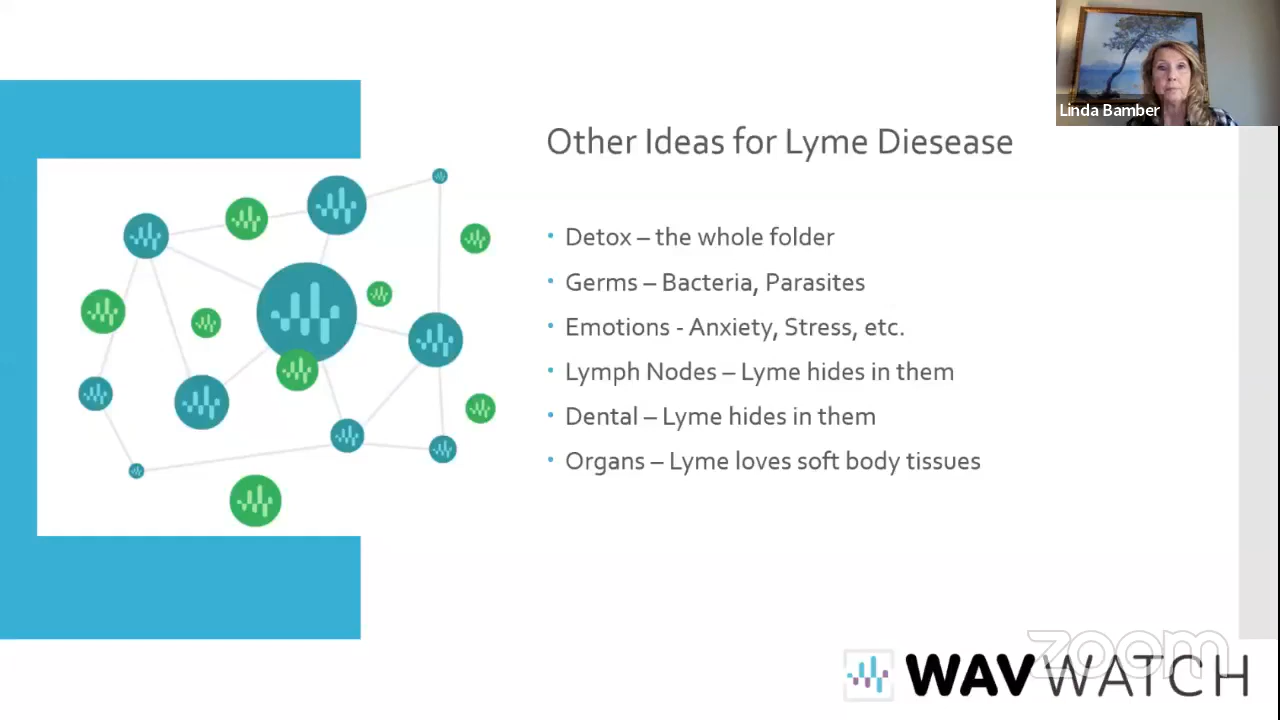 Linda Bamber
Other Ideas for Lyme Diesease
• Detox – the whole folder
• Germs – Bacteria, Parasites
• Emotions - Anxiety, Stress, etc.
• Lymph Nodes – Lyme hides in them
• Dental – Lyme hides in them
• Organs – Lyme loves soft body tissues
zoom
WAVWATCH